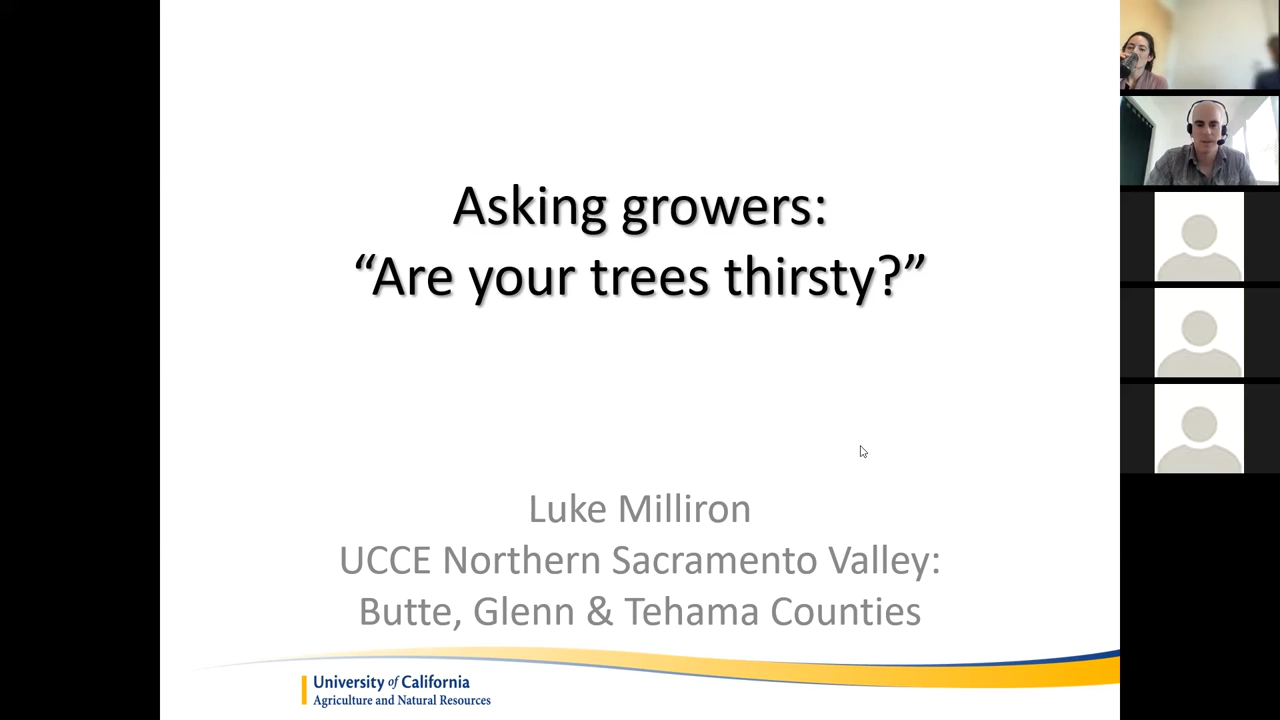 Asking growers:
“Are your trees thirsty?”
Luke Milliron
UCCE Northern Sacramento Valley:
Butte, Glenn & Tehama Counties
University of California
Agriculture and Natural Resources